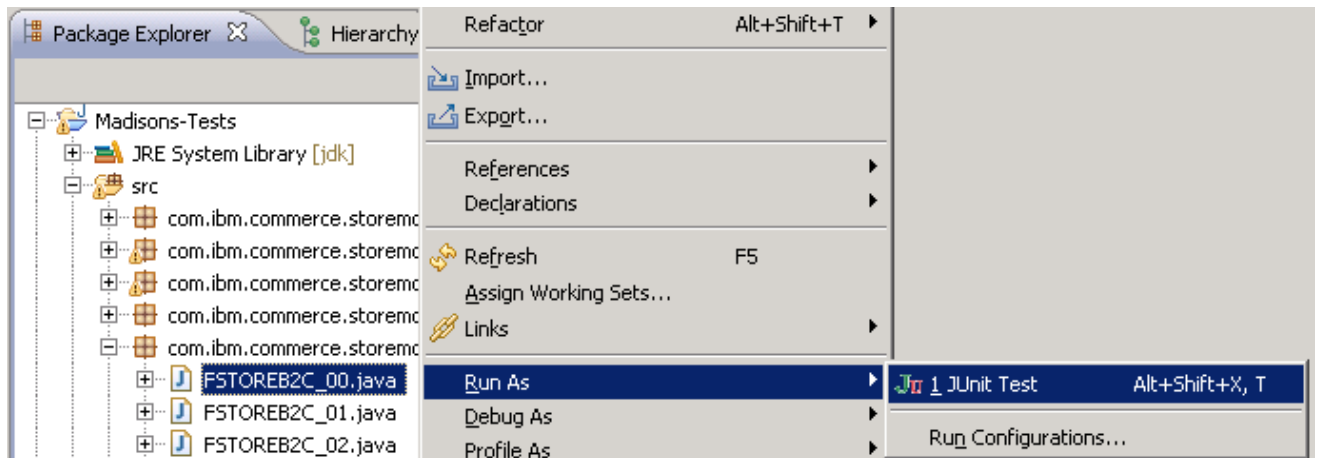 Package Explorer
Hierarchy
Madisons-Tests
JRE System Library [jdk]
src
com.ibm.commerce.storemo
com.ibm.commerce.storemo
com.ibm.commerce.storemo
com.ibm.commerce.storemo
com.ibm.commerce.storemo
FSTOREB2C_00.java
FSTOREB2C_01.java
FSTOREB2C_02.java
Refactor Alt+Shift+T
Import...
Export...
References
Declarations
Refresh F5
Assign Working Sets...
Links
Run As
Debug As
Profile As
1 JUnit Test Alt+Shift+X, T
Run Configurations...